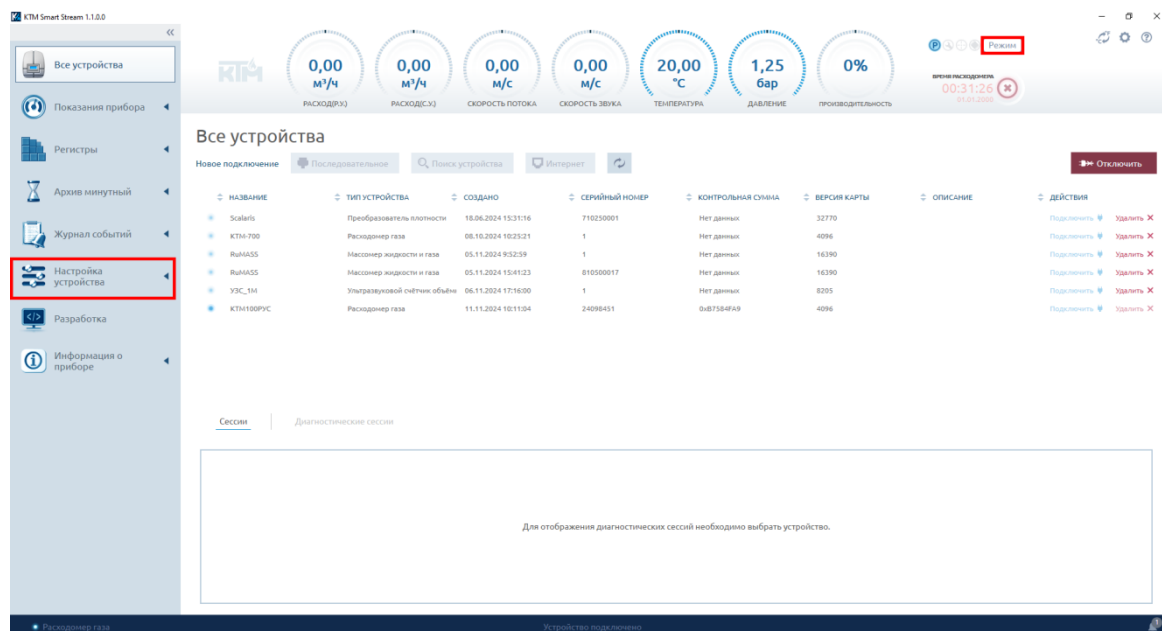 KTM Smart Stream 1.1.0.0
Все устройства
Показания прибора
Регистры
Архив минутный
Журнал событий
Настройка
устройства
Разработка
Информация о
приборе
КТМ
0,00
м³/ч
РАСХОД(Р.У.)
0,00
м³/ч
РАСХОД(С.У.)
0,00
м/с
СКОРОСТЬ ПОТОКА
0,00
м/с
СКОРОСТЬ ЗВУКА
20,00
°C
ТЕМПЕРАТУРА
1,25
бар
ДАВЛЕНИЕ
0%
ПРОИЗВОДИТЕЛЬНОСТЬ
P
Режим
ВРЕМЯ РАСХОДОМЕРА
00:31:26
01.01.2000
Все устройства
Новое подключение Последовательное Поиск устройства Интернет Отключить
НАЗВАНИЕ ТИП УСТРОЙСТВА СОЗДАНО СЕРИЙНЫЙ НОМЕР КОНТРОЛЬНАЯ СУММА ВЕРСИЯ КАРТЫ ОПИСАНИЕ ДЕЙСТВИЯ
Scalaris Преобразователь плотности 18.06.2024 15:31:16 710250001 Нет данных 32770 Подключить Удалить
КТМ-700 Расходомер газа 08.10.2024 10:25:21 1 Нет данных 4096 Подключить Удалить
RuMASS Массомер жидкости и газа 05.11.2024 9:52:59 1 Нет данных 16390 Подключить Удалить
RuMASS Массомер жидкости и газа 05.11.2024 15:41:23 810500017 Нет данных 16390 Подключить Удалить
УЗС_1М Ультразвуковой счётчик объёма 06.11.2024 17:16:00 1 Нет данных 8205 Подключить Удалить
КТМ100РУС Расходомер газа 11.11.2024 10:11:04 24098451 0xB7584FA9 4096 Подключить Удалить
Сессии Диагностические сессии
Для отображения диагностических сессий необходимо выбрать устройство.
Расходомер газа Устройство подключено